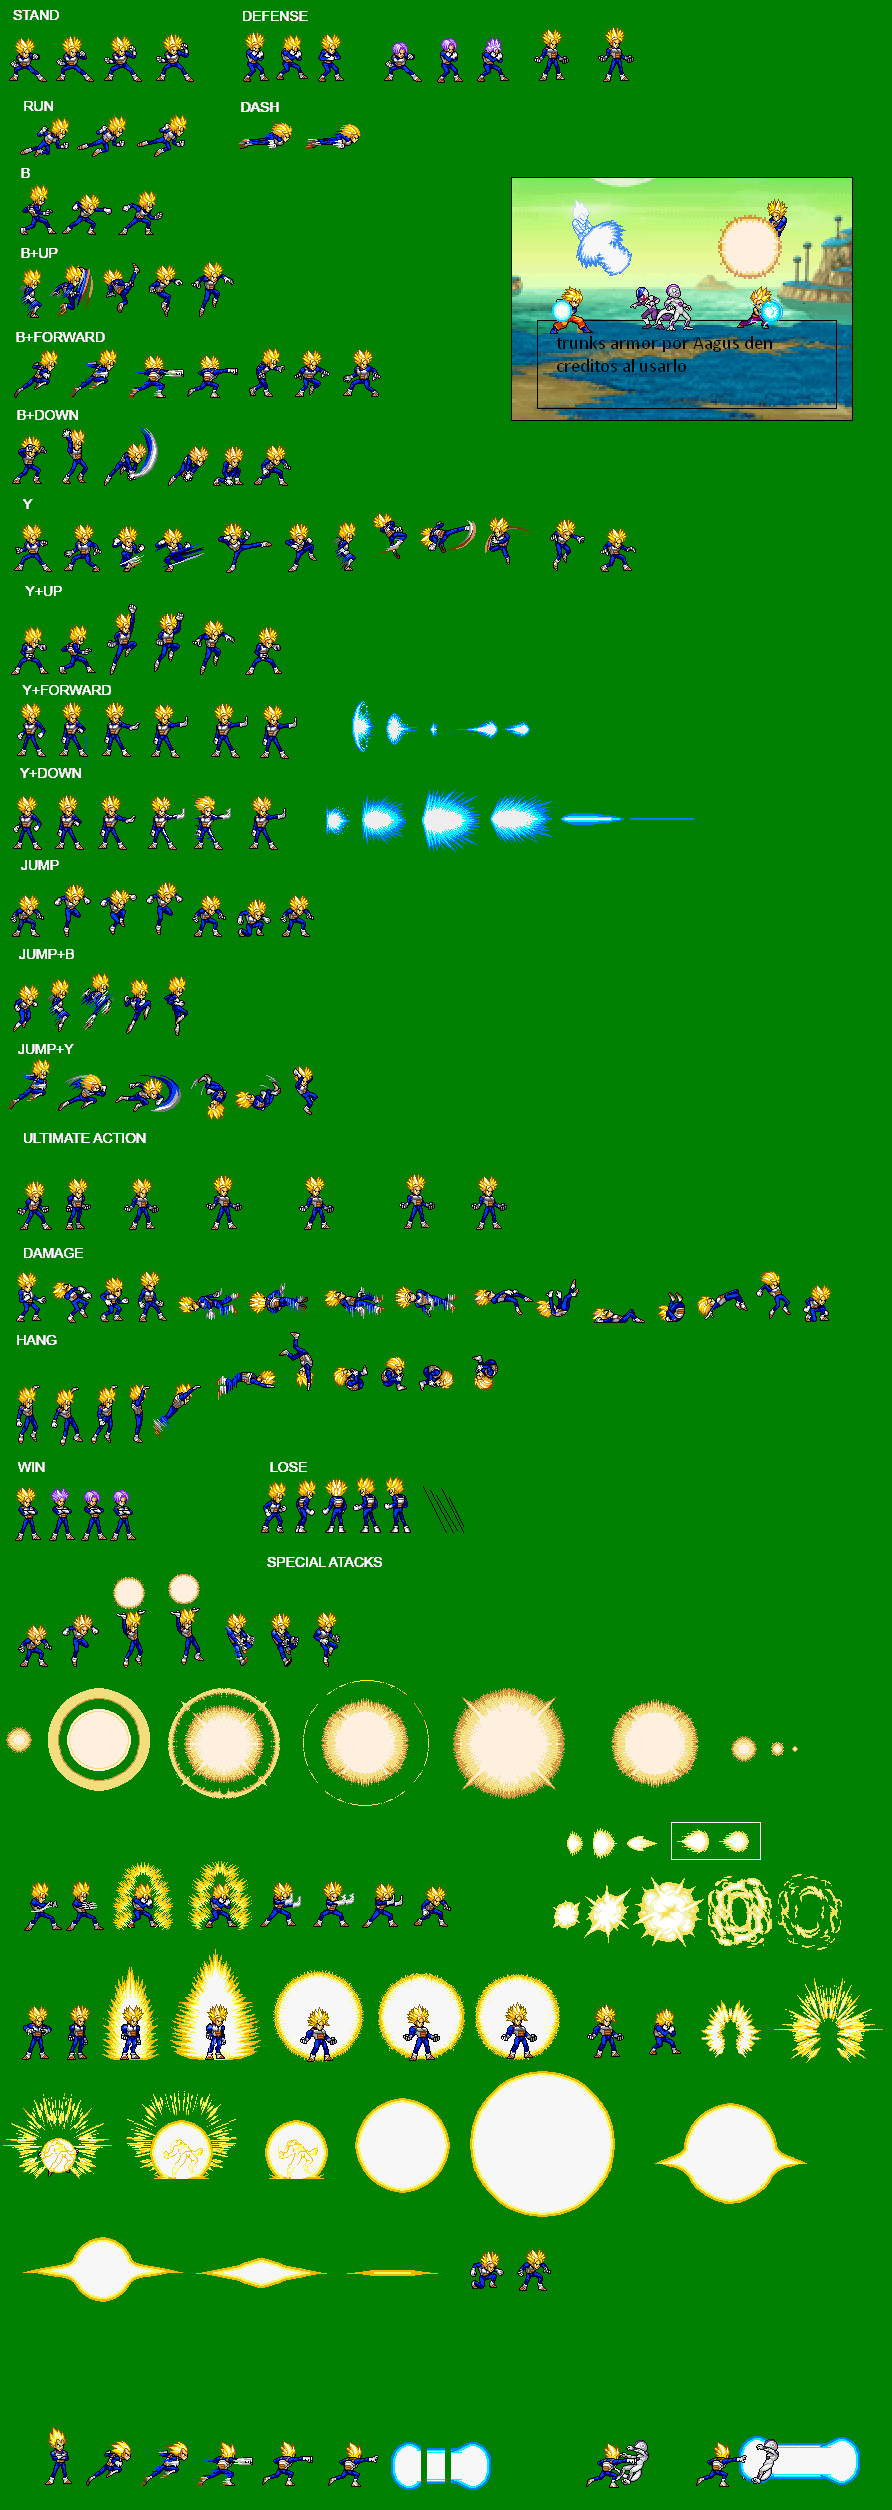 STAND
DEFENSE
RUN
DASH
B
B+UP
B+FORWARD
trunks armor por Aagus den
creditos al usarlo
B+DOWN
Y
Y+UP
Y+FORWARD
Y+DOWN
JUMP
JUMP+B
JUMP+Y
ULTIMATE ACTION
DAMAGE
HANG
WIN
LOSE
SPECIAL ATACKS